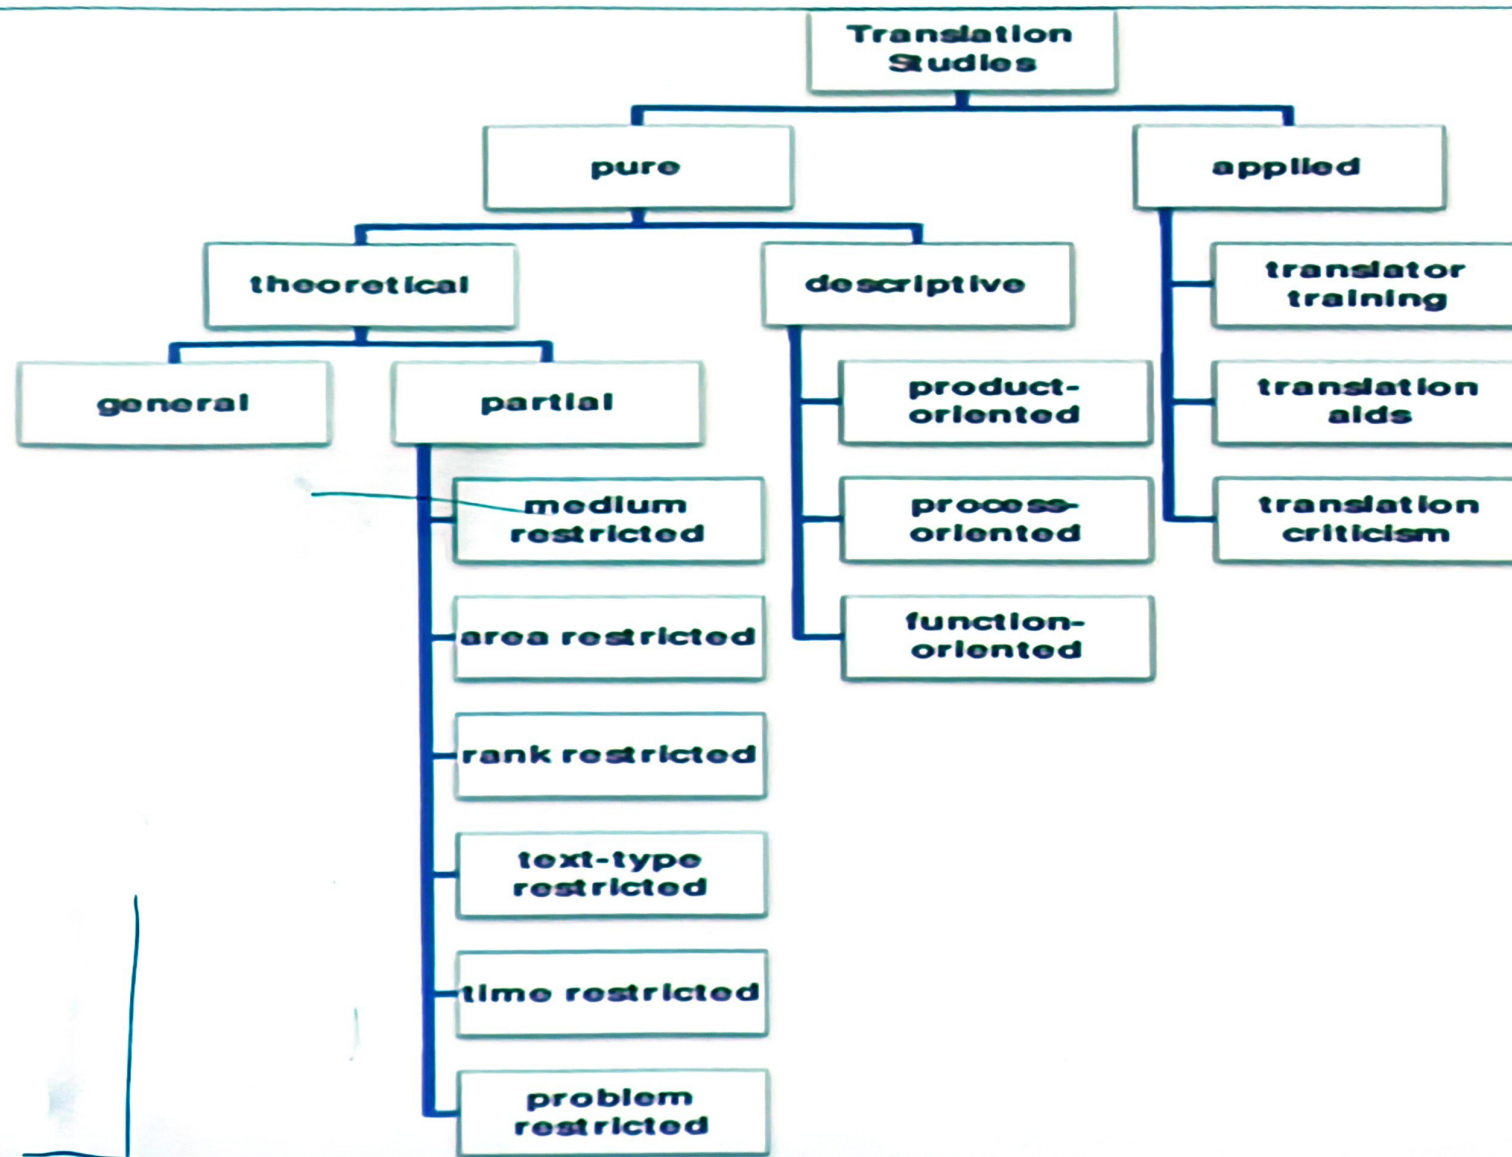 Translation
Studies
pure
applied
theoretical
descriptive
translator
training
general
partial
product-
oriented
translation
aids
medium
restricted
process-
oriented
translation
criticism
area restricted
function-
oriented
rank restricted
text-type
restricted
time restricted
problem
restricted